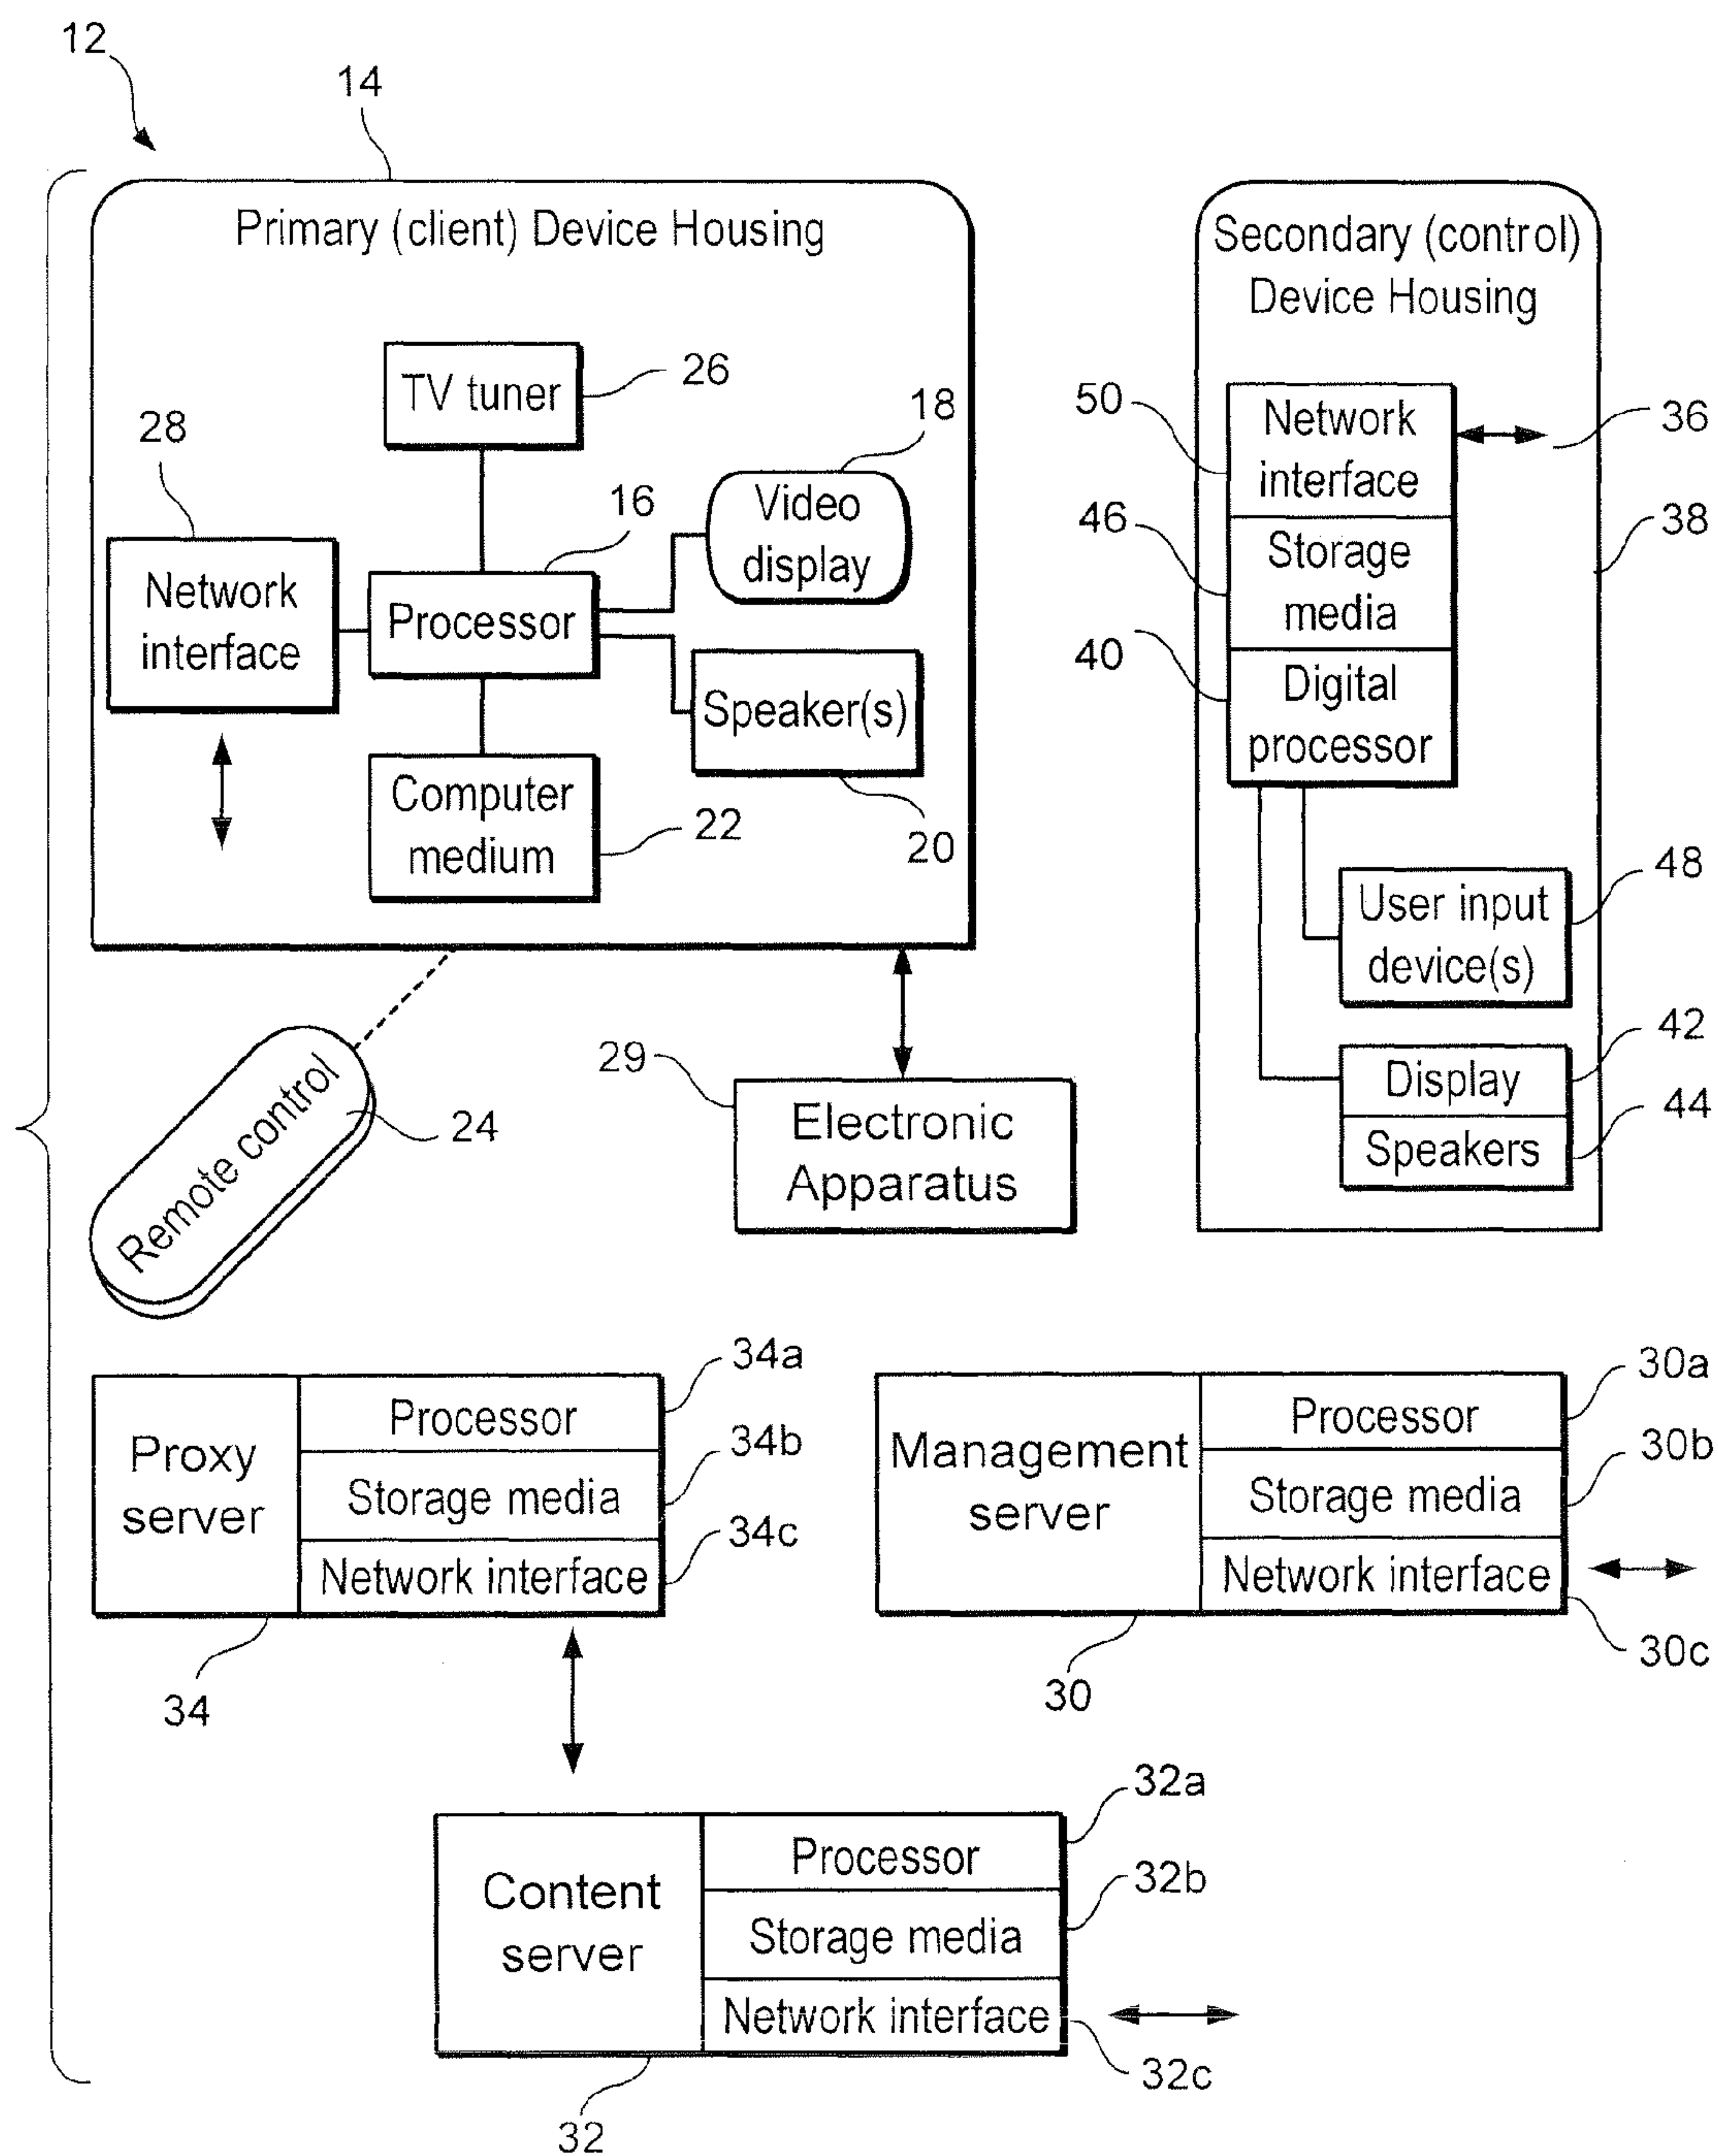 12
14
Primary (client) Device Housing
TV tuner
26
18
Video
display
28
Network
interface
16
Processor
Speaker(s)
20
Computer
medium
22
Secondary (control)
Device Housing
50
Network
interface
36
38
46
Storage
media
40
Digital
processor
48
User input
device(s)
42
Display
44
Speakers
Remote control
24
29
Electronic
Apparatus
Proxy
server
Processor
34a
Storage media
34b
Network interface
34c
34
Management
server
Processor
30a
Storage media
30b
Network interface
30c
30
Content
server
Processor
32a
Storage media
32b
Network interface
32c
32